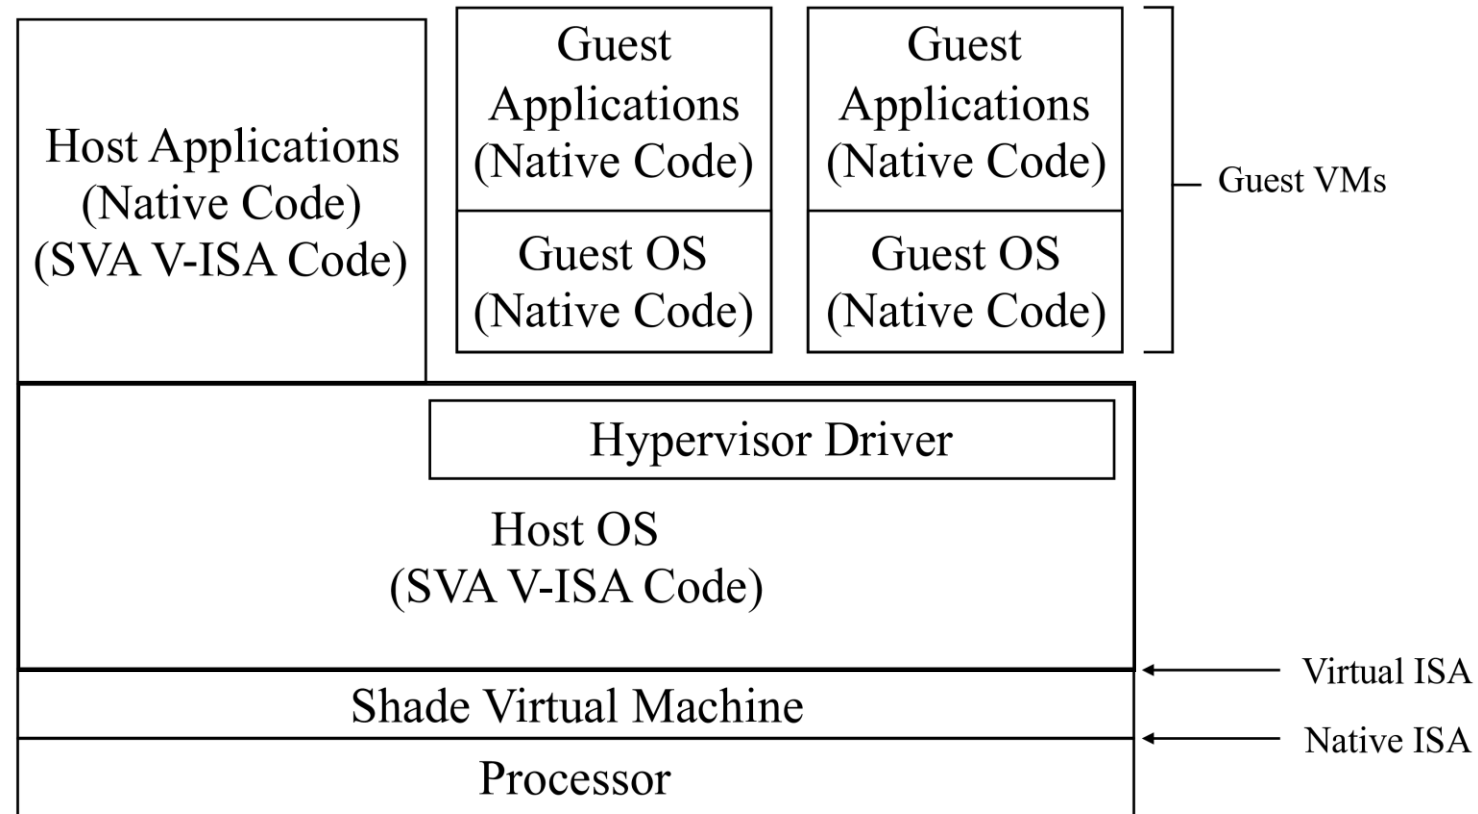 Host Applications
(Native Code)
(SVA V-ISA Code)
Guest
Applications
(Native Code)
Guest OS
(Native Code)
Guest
Applications
(Native Code)
Guest OS
(Native Code)
Guest VMs
Hypervisor Driver
Host OS
(SVA V-ISA Code)
Virtual ISA
Shade Virtual Machine
Native ISA
Processor